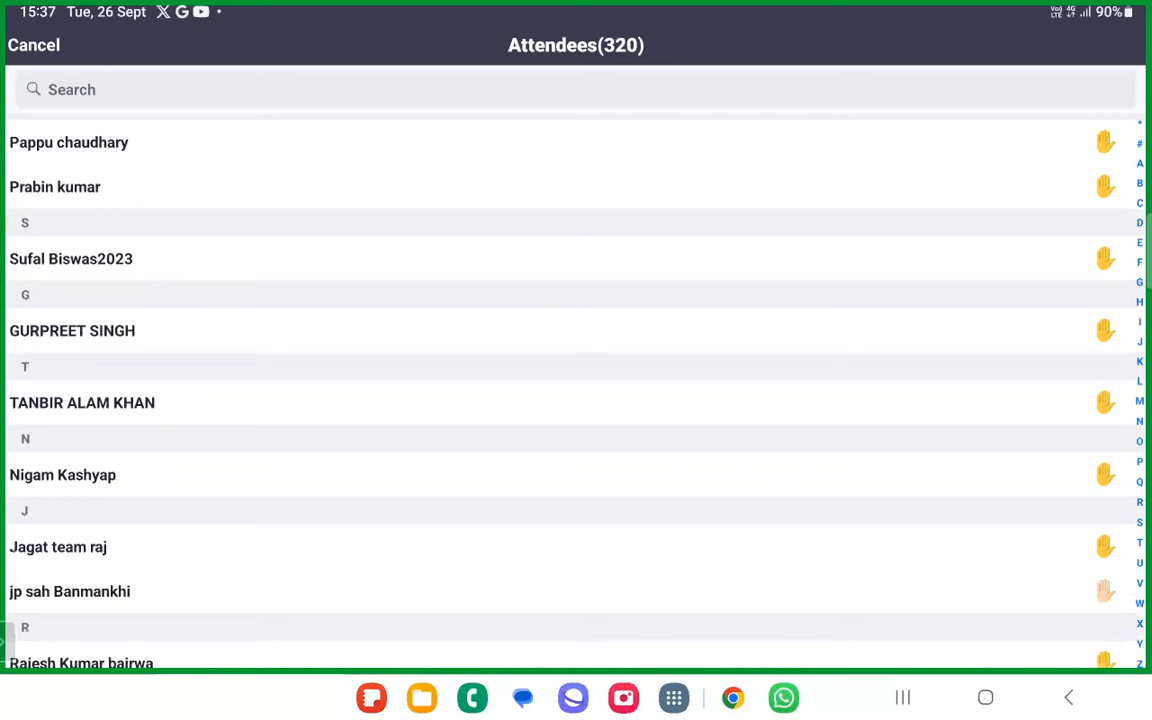 15:37 Tue, 26 Sept
90%
Cancel
Attendees(320)
Search
Pappu chaudhary
Prabin kumar
S
Sufal Biswas2023
G
GURPREET SINGH
T
TANBIR ALAM KHAN
N
Nigam Kashyap
J
Jagat team raj
jp sah Banmankhi
R
Rajesh Kumar bairwa
*
#
A
B
C
D
E
F
G
H
I
J
K
L
M
N
O
P
Q
R
S
T
U
V
W
X
Y
Z